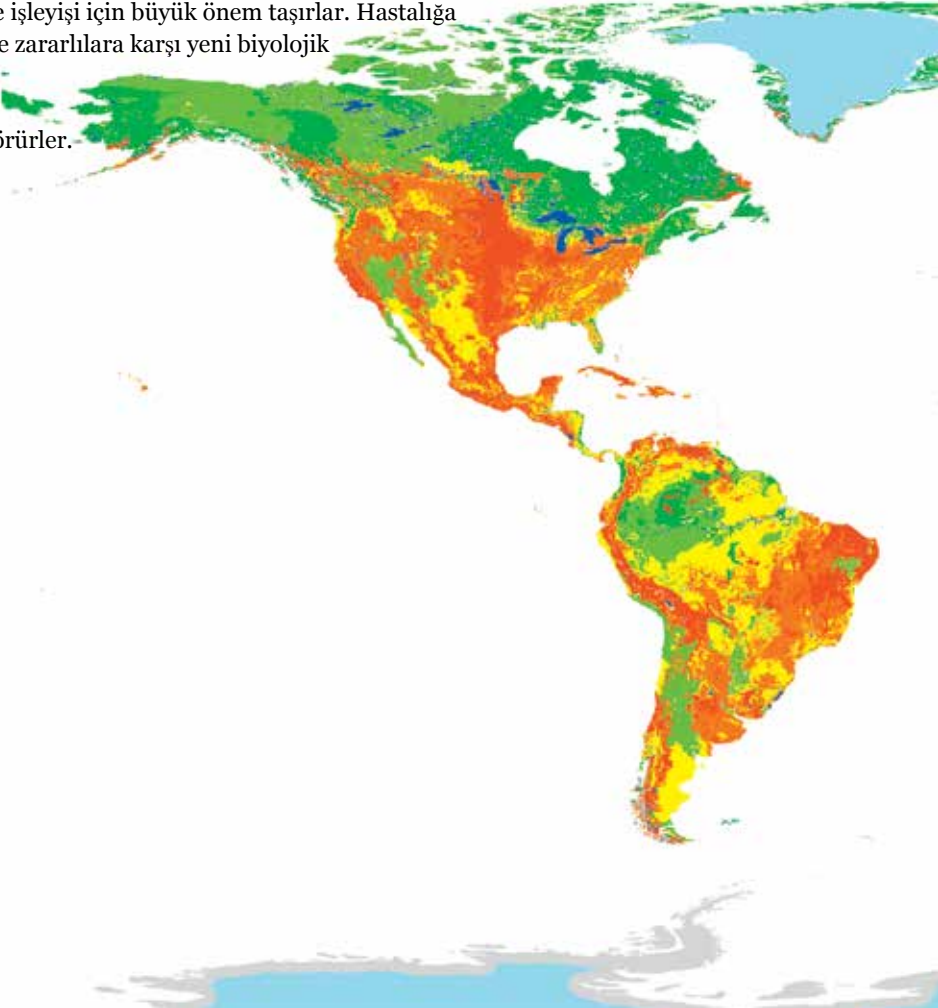 e işleyişi için büyük önem taşırlar. Hastalığa
e zararlılara karşı yeni biyolojik
örürler.